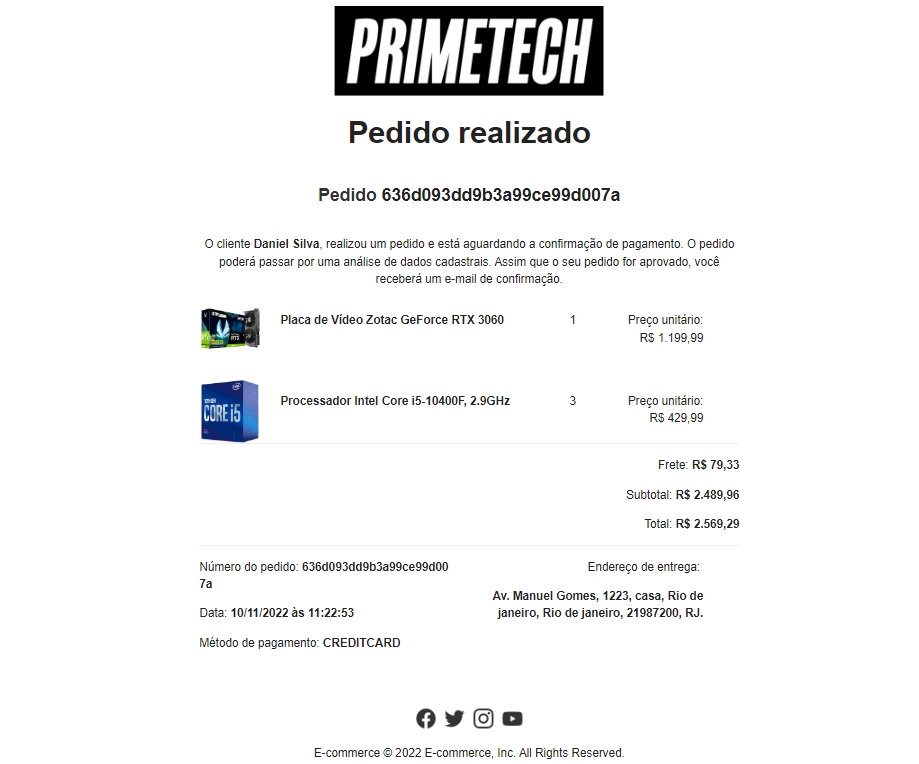 PRIMETECH
Pedido realizado
Pedido 636d093dd9b3a99ce99d007a
O cliente Daniel Silva, realizou um pedido e está aguardando a confirmação de pagamento. O pedido
poderá passar por uma análise de dados cadastrais. Assim que o seu pedido for aprovado, você
receberá um e-mail de confirmação.
Placa de Vídeo Zotac GeForce RTX 3060 1 Preço unitário:
R$ 1.199,99
Processador Intel Core i5-10400F, 2.9GHz 3 Preço unitário:
R$ 429,99
CORE i5
Frete: R$ 79,33
Subtotal: R$ 2.489,96
Total: R$ 2.569,29
Número do pedido: 636d093dd9b3a99ce99d00
7a
Data: 10/11/2022 às 11:22:53
Método de pagamento: CREDITCARD
Endereço de entrega:
Av. Manuel Gomes, 1223, casa, Rio de
janeiro, Rio de janeiro, 21987200, RJ.
E-commerce © 2022 E-commerce, Inc. All Rights Reserved.